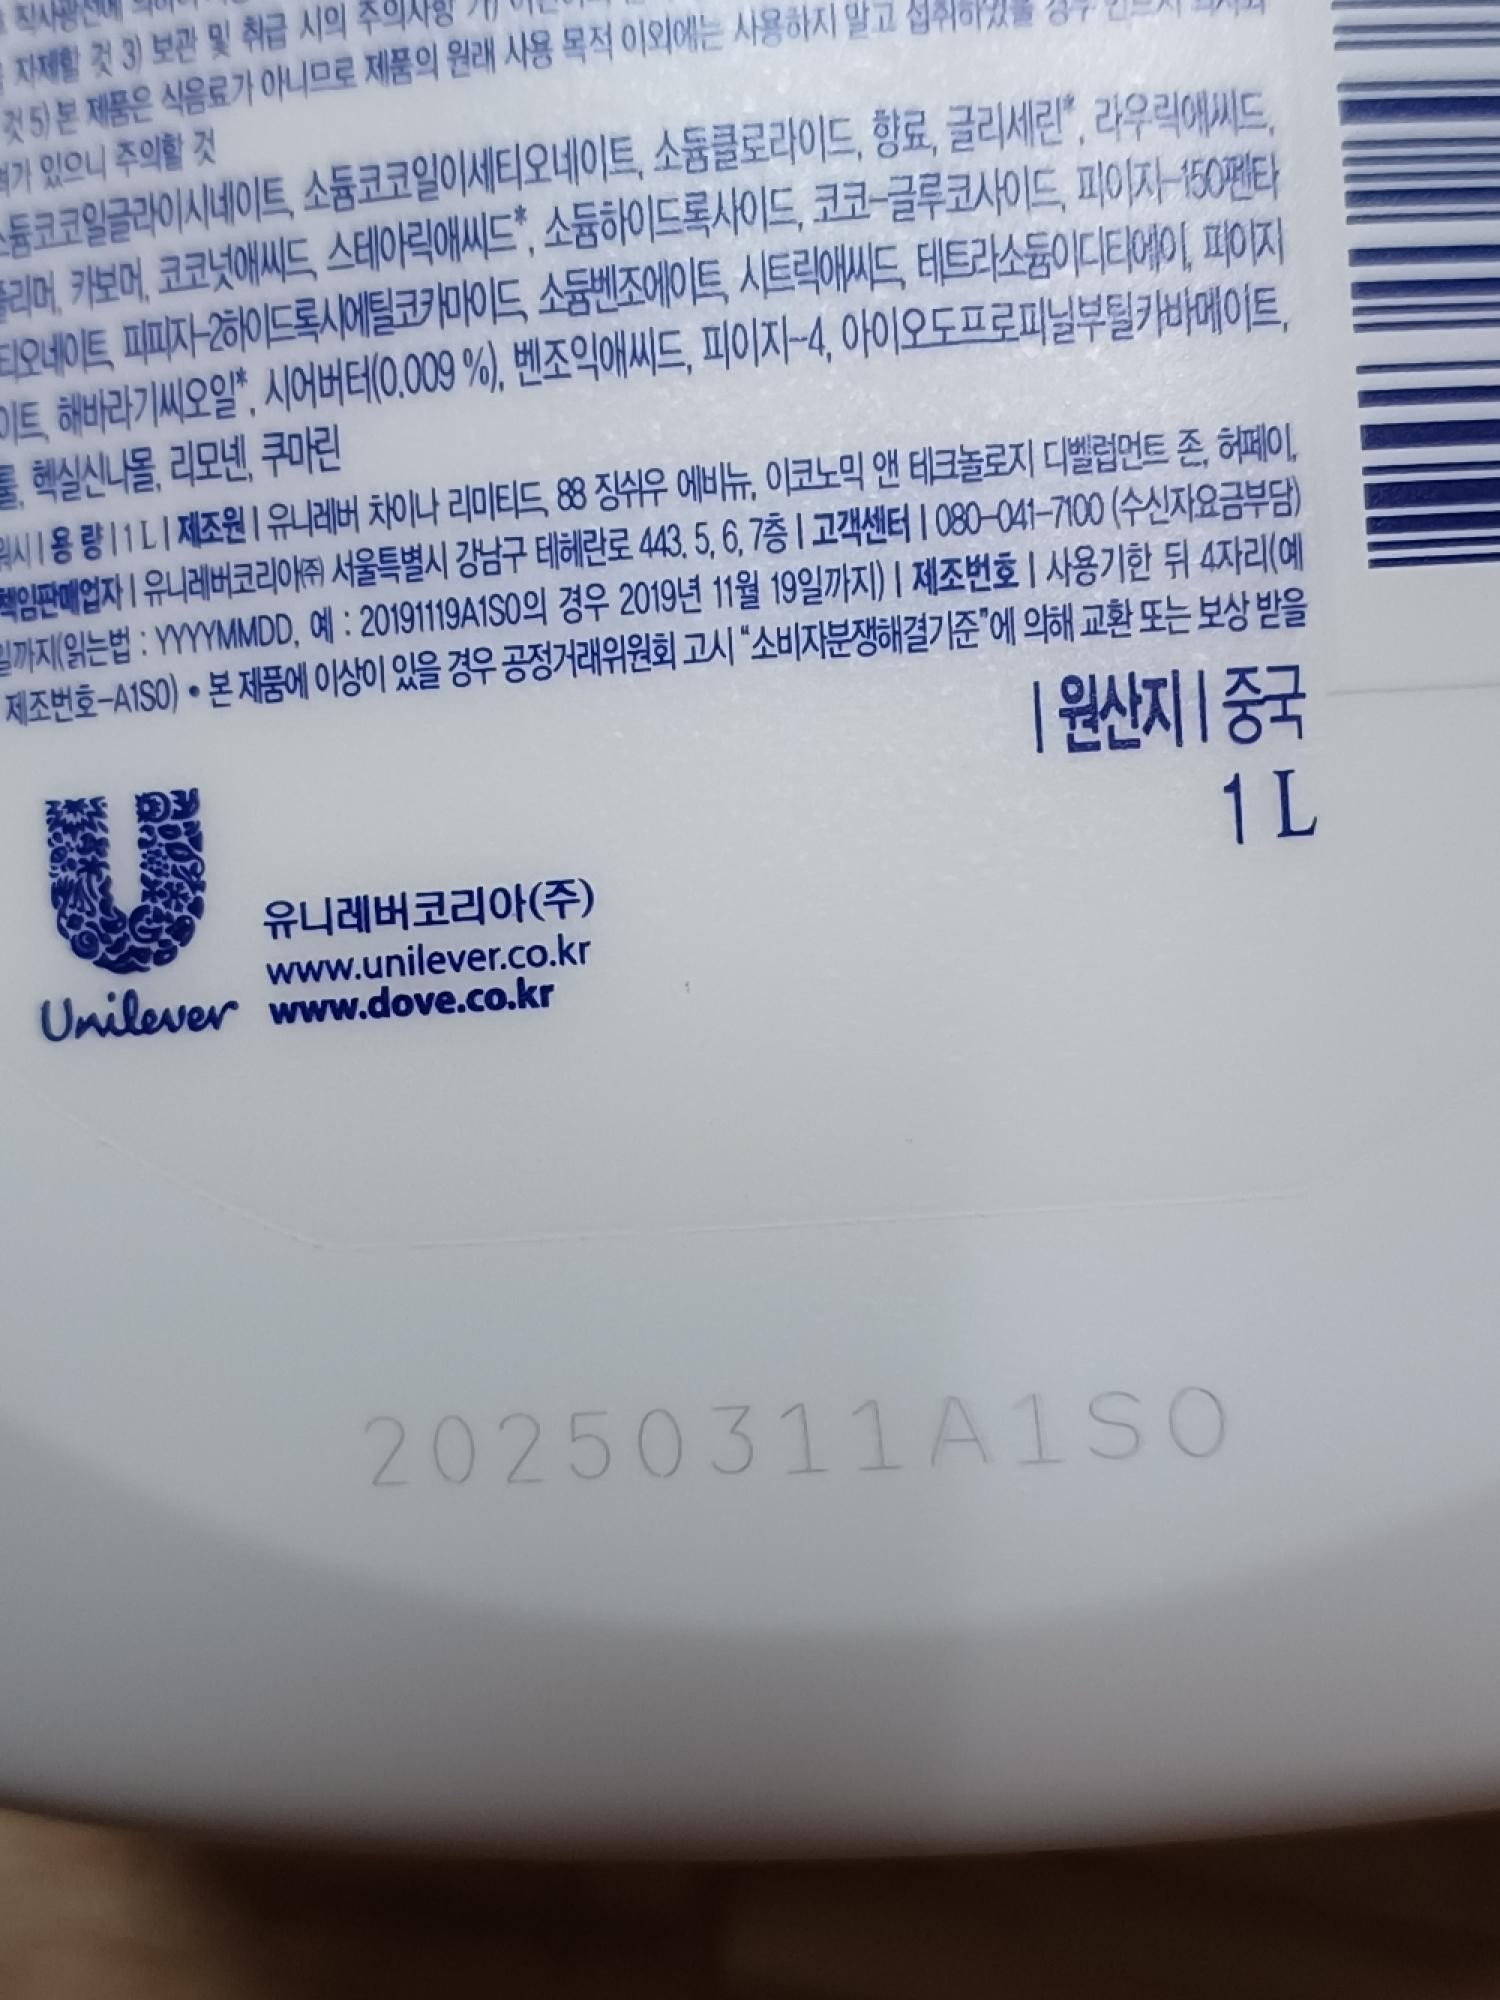 자제할 것 3) 보관 및 취급 시의 주의사항 가)
것 5) 본 제품은 식음료가 아니므로 제품의 원래 사용 목적 이외에는 사용하지 말고 섭취하였을 경우 반드시
있으니 주의할 것
소듐코코일글라이시네이트, 소듐코코일이세티오네이트, 소듐클로라이드, 향료, 글리세린*, 라우릭애씨드,
카보머, 코코넛애씨드, 스테아릭애씨드*, 소듐하이드록사이드, 코코-글루코사이드, 피이지-150펜타
티오네이트, 피피자-2하이드록시에틸코카마이드, 소듐벤조에이트, 시트릭애씨드, 테트라소듐이디티에이, 피이지
이트, 해바라기씨오일*, 시어버터(0.009 %), 벤조익애씨드, 피이지-4, 아이오도프로피닐부틸카바메이트,
헥실신나몰, 리모넨, 쿠마린
워시 | 용 량 | 1 L | 제조원 | 유니레버 차이나 리미티드, 88 징쉬우 에비뉴, 이코노믹 앤 테크놀로지 디벨럽먼트 존, 허페이,
책임판매업자 | 유니레버코리아㈜ 서울특별시 강남구 테헤란로 443, 5, 6, 7층 | 고객센터 | 080-041-7100 (수신자요금부담)
일까지(읽는법 : YYYYMMDD, 예 : 20191119A1S0의 경우 2019년 11월 19일까지) | 제조번호 | 사용기한 뒤 4자리(예
제조번호-A1S0) • 본 제품에 이상이 있을 경우 공정거래위원회 고시 “소비자분쟁해결기준”에 의해 교환 또는 보상 받을
| 원산지 | 중국
1 L
유니레버코리아(주)
www.unilever.co.kr
www.dove.co.kr
Unilever
20250311A1S0